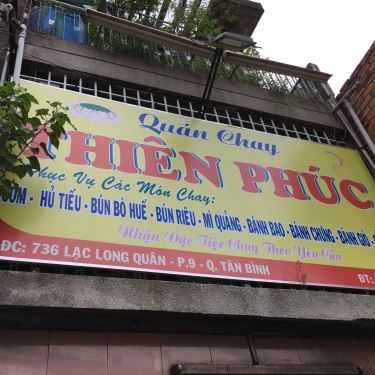 Quán Chay
THIÊN PHÚC
Phục Vụ Các Món Chay:
CƠM - HỦ TIẾU - BÚN BÒ HUẾ - BÚN RIÊU - MÌ QUẢNG - BÁNH BAO - BÁNH CHƯNG - BÁNH GIÒ -
Nhận Đặc Tiệc Chay Theo Yêu Cầu
ĐC: 736 LẠC LONG QUÂN - P.9 - Q. TÂN BÌNH
ĐT: